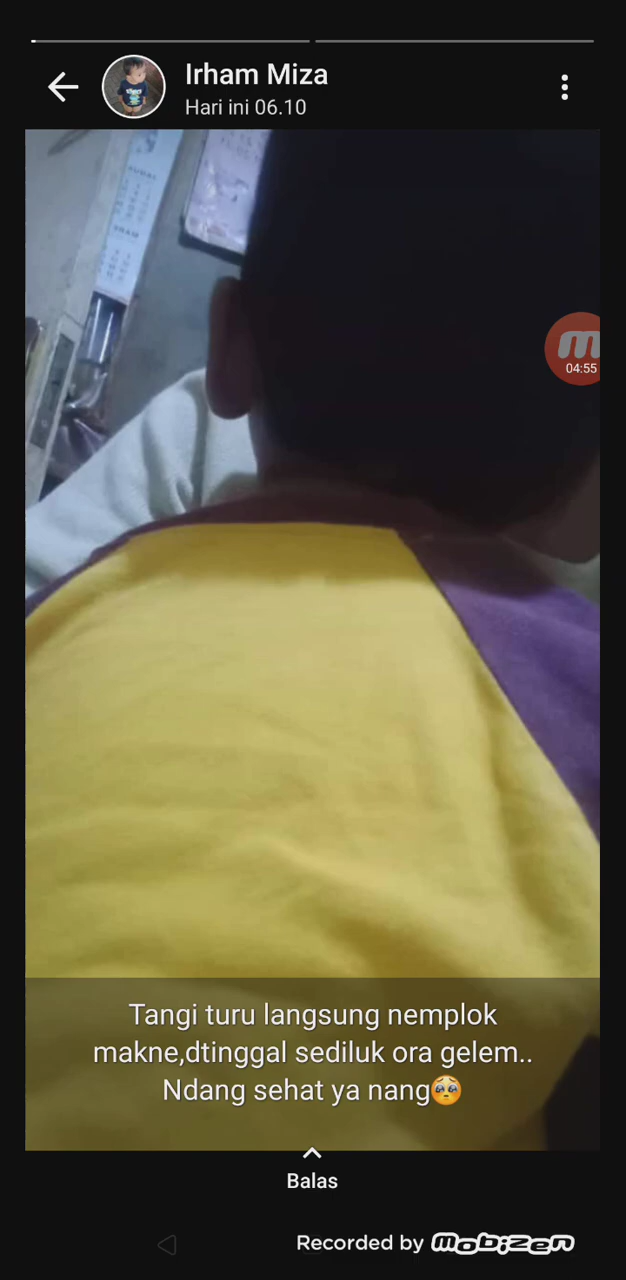 Irham Miza
Hari ini 06.10
04:55
Tangi turu langsung nemplok
makne,dtinggal sediluk ora gelem..
Ndang sehat ya nang🥺
Balas
Recorded by Mobizen